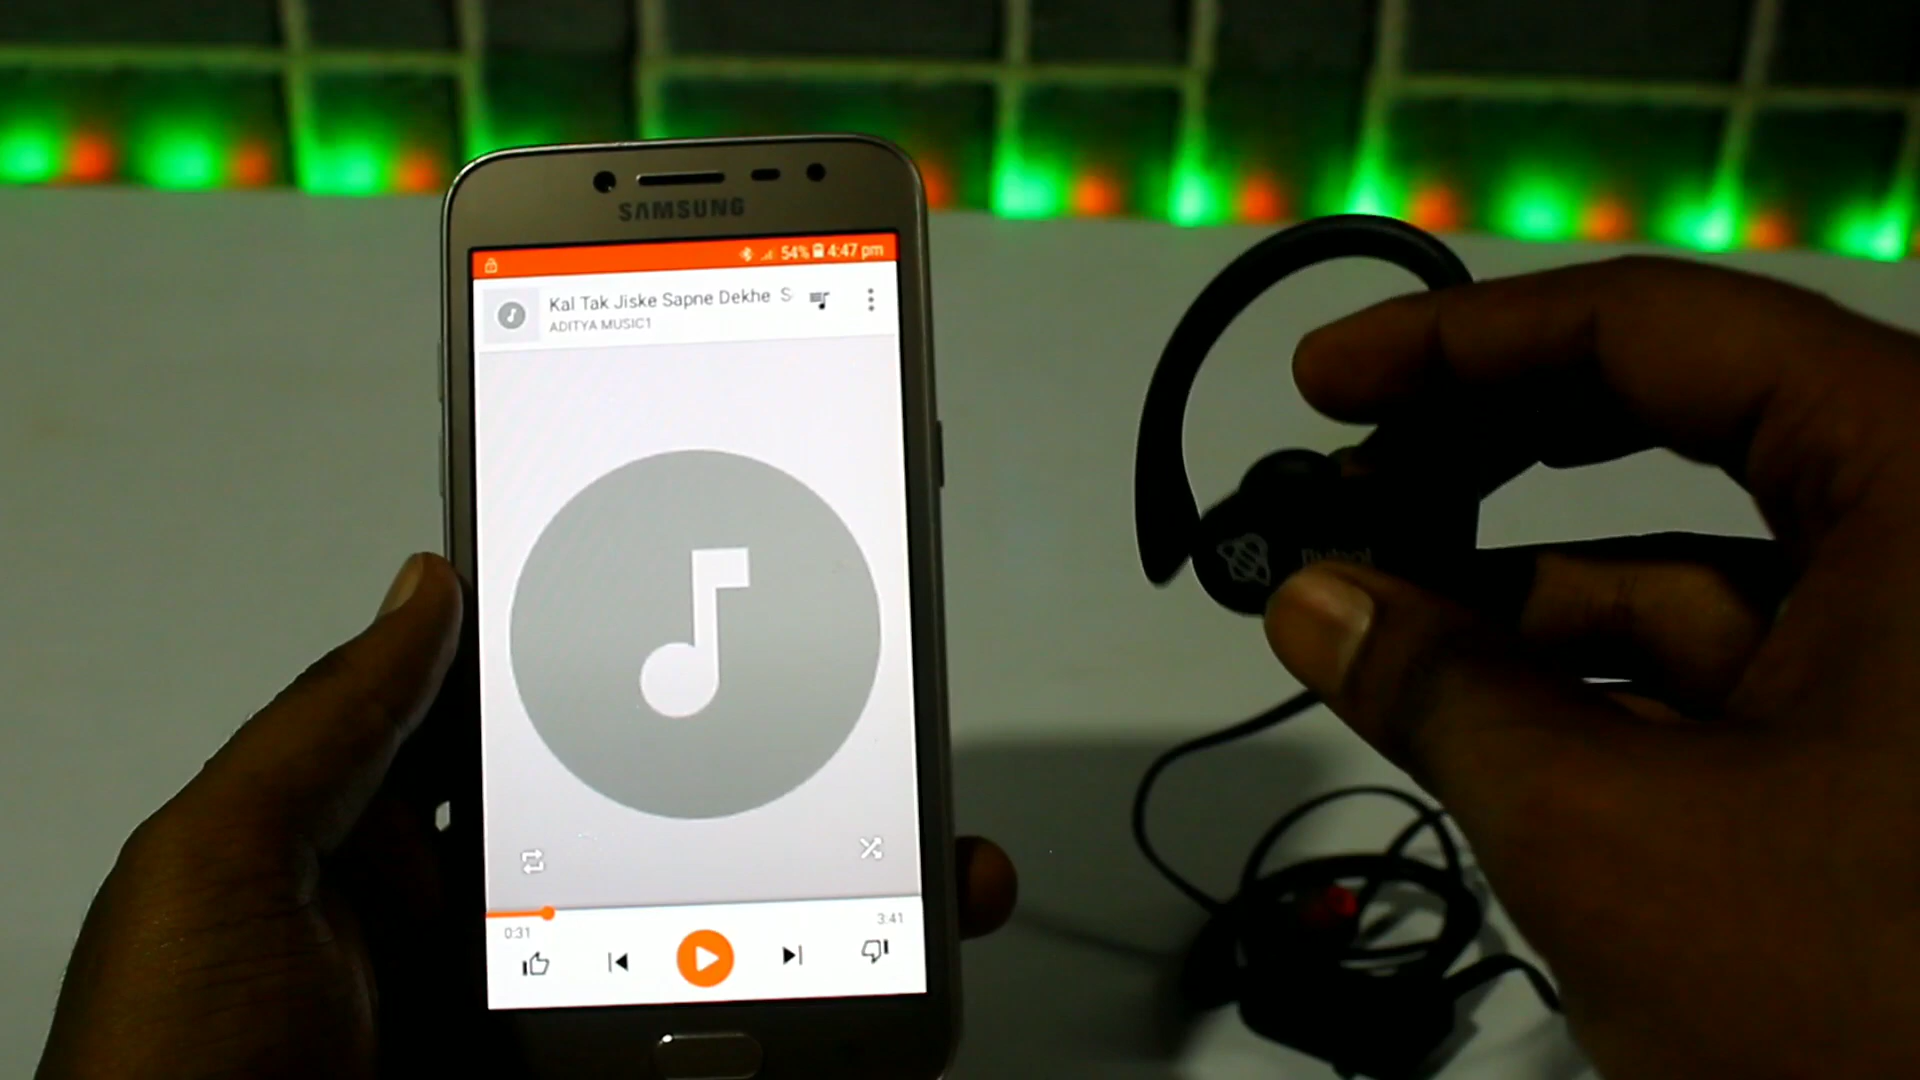 SAMSUNG
54% 4:47 pm
Kal Tak Jiske Sapne Dekhe S
ADITYA MUSIC1
0:31
3:41